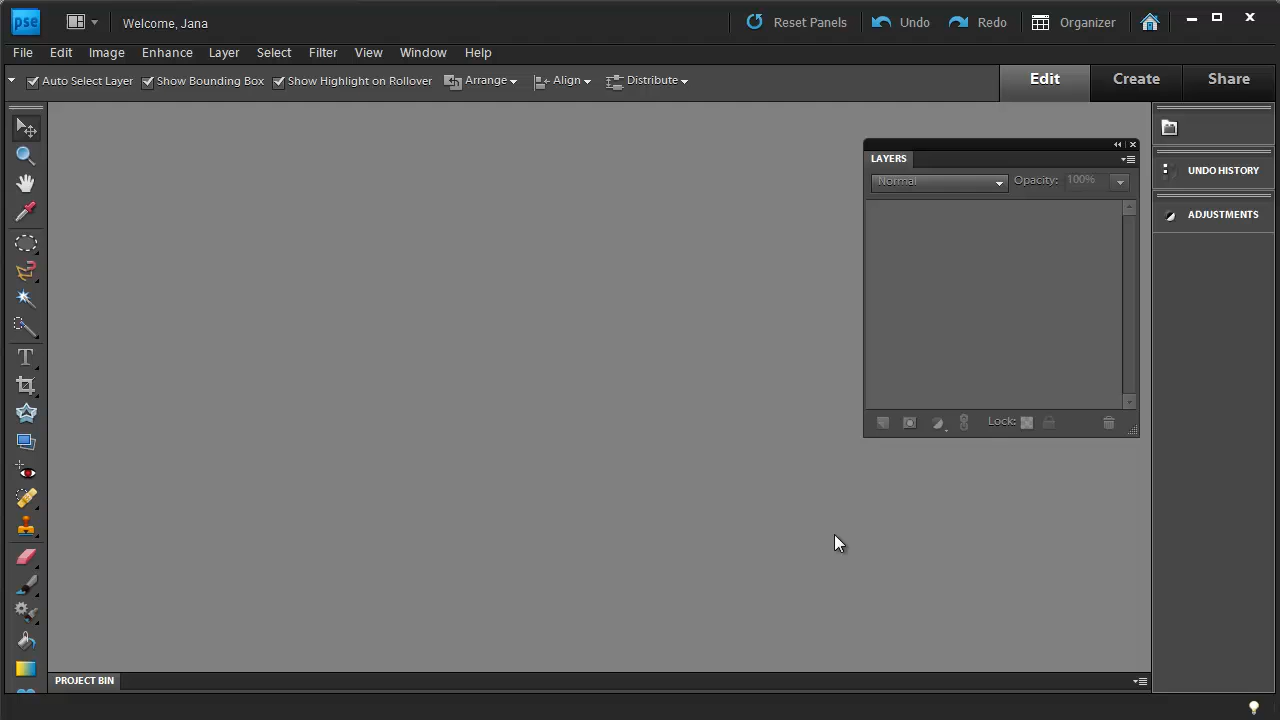 pse Welcome, Jana Reset Panels Undo Redo Organizer
File Edit Image Enhance Layer Select Filter View Window Help
Auto Select Layer Show Bounding Box Show Highlight on Rollover Arrange Align Distribute Edit Create Share
LAYERS
Normal Opacity: 100%
UNDO HISTORY
ADJUSTMENTS
T
Lock:
PROJECT BIN